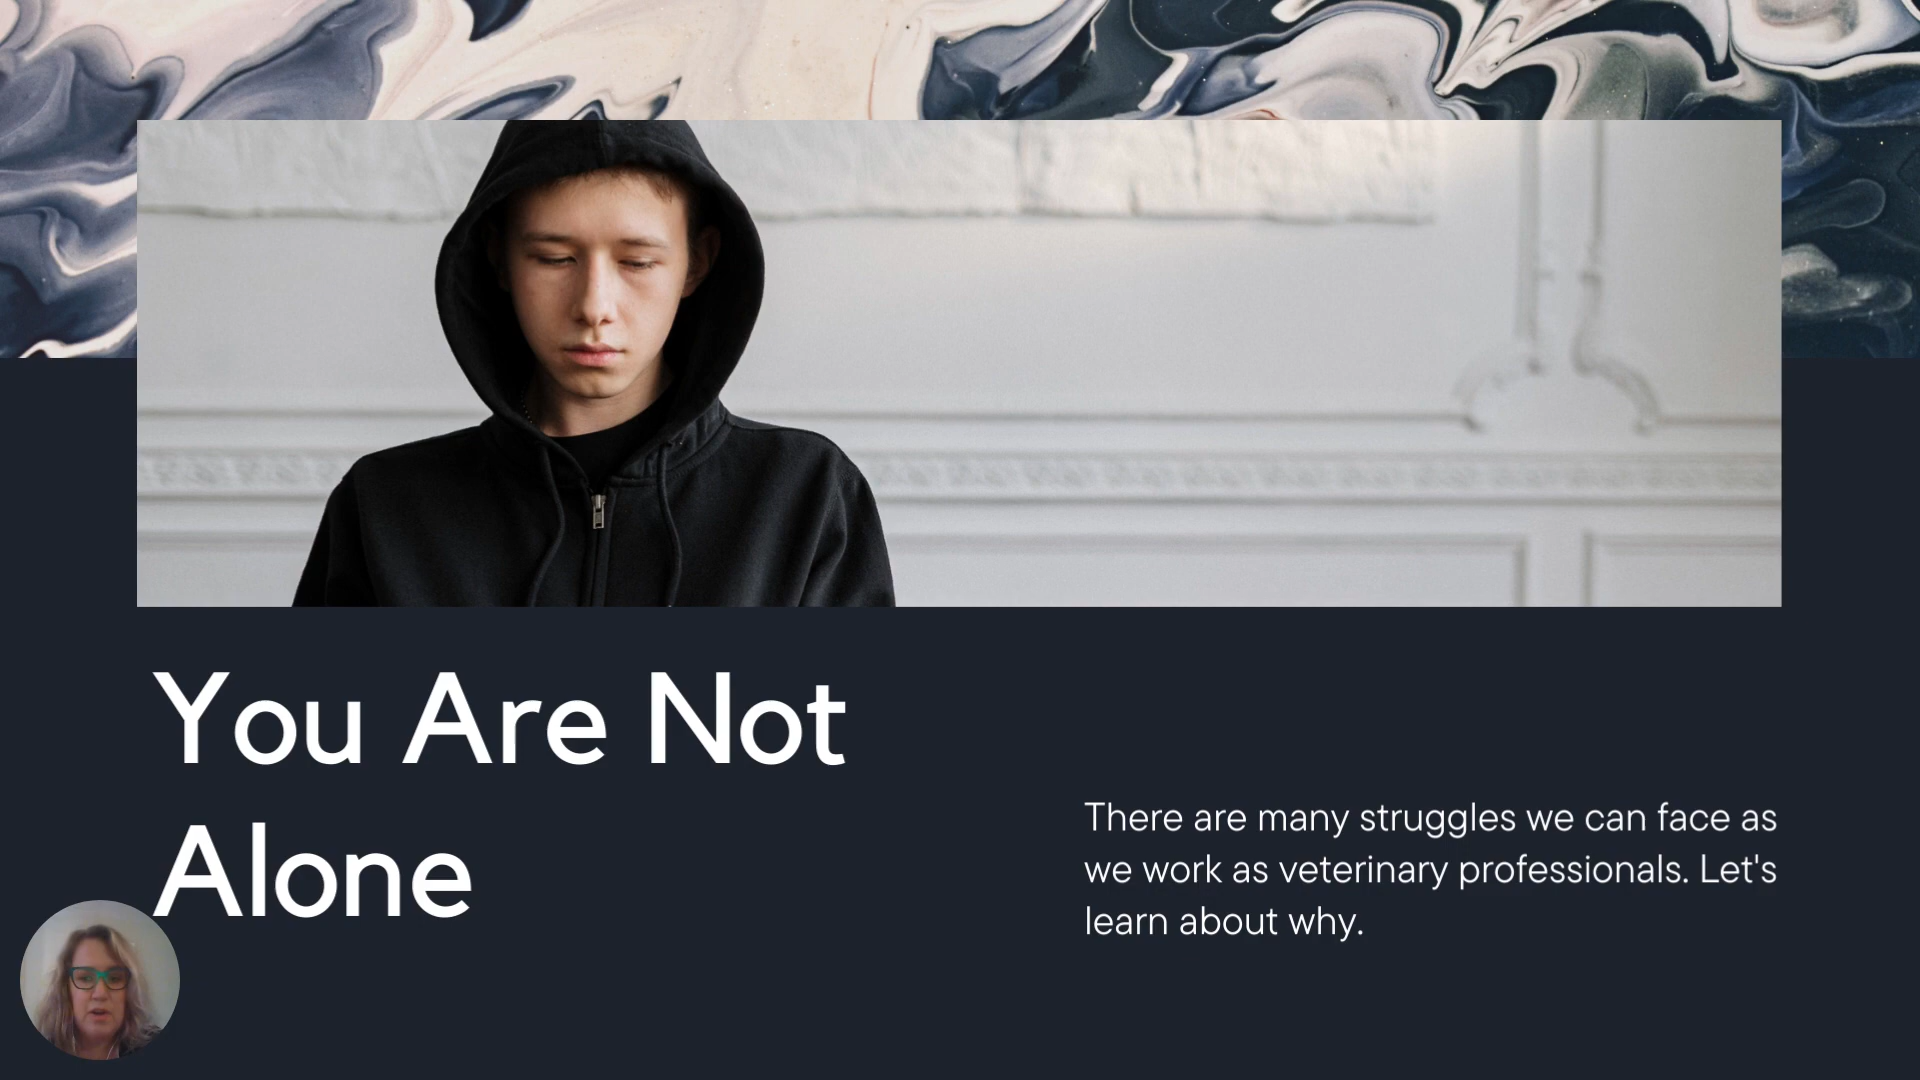 You Are Not
Alone
There are many struggles we can face as
we work as veterinary professionals. Let's
learn about why.